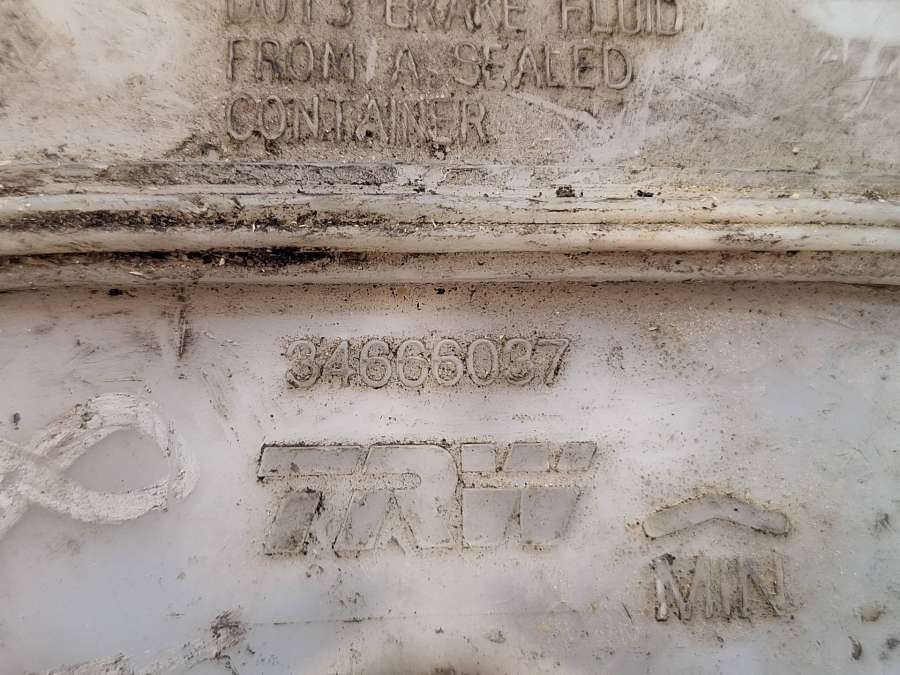 DOT3 BRAKE FLUID
FROM A SEALED
CONTAINER
34666037
TRW
MIN